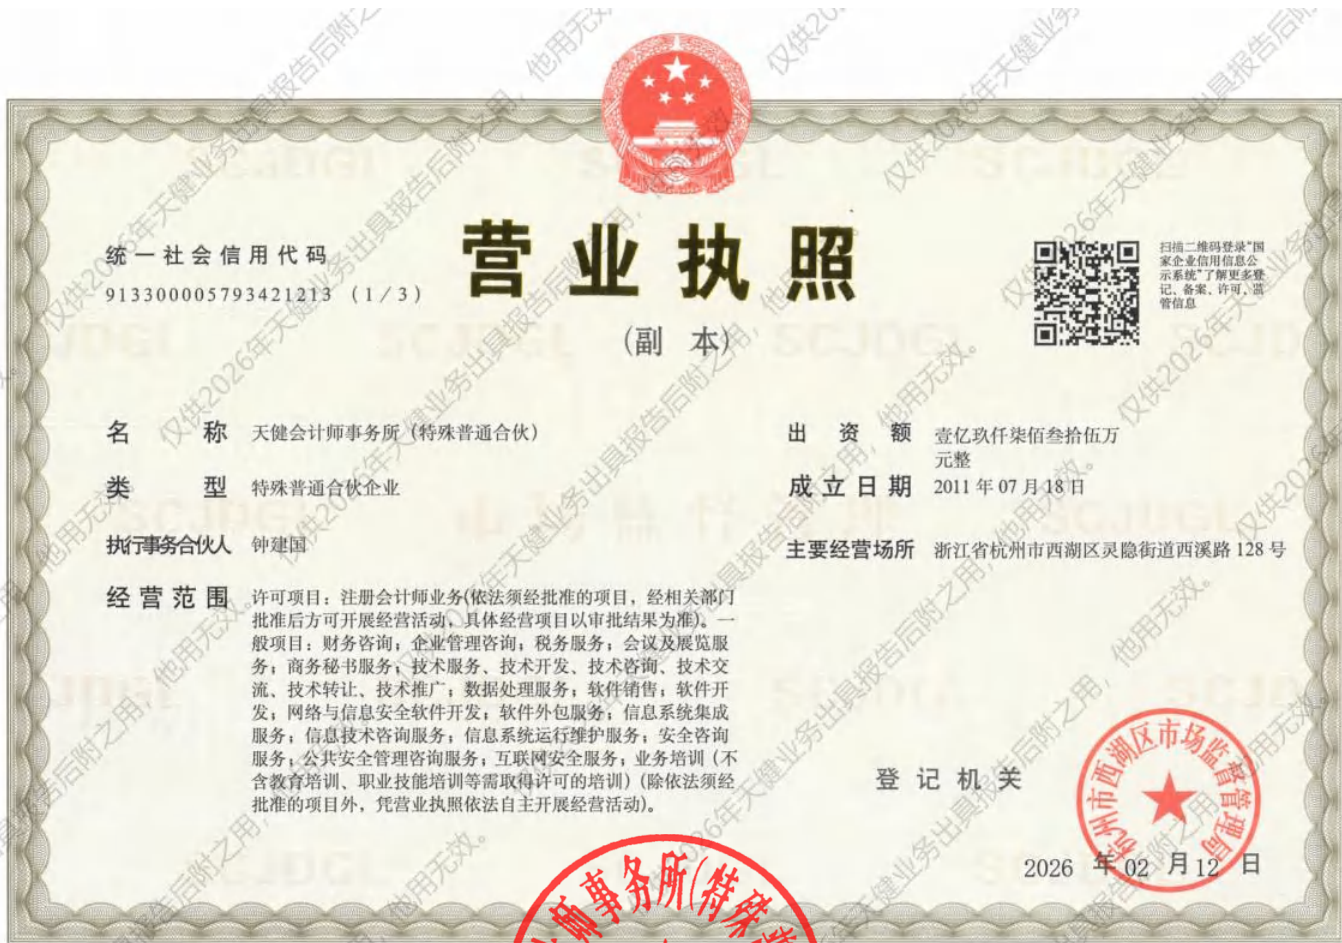 统一社会信用代码
913300005793421213 (1/3)
营业执照
(副 本)
扫描二维码登录“国
家企业信用信息公
示系统”了解更多登
记、备案、许可、监
管信息
名 称 天健会计师事务所（特殊普通合伙）
类 型 特殊普通合伙企业
执行事务合伙人 钟建国
经营范围 许可项目：注册会计师业务(依法须经批准的项目，经相关部门
批准后方可开展经营活动，具体经营项目以审批结果为准)。一
般项目：财务咨询；企业管理咨询；税务服务；会议及展览服
务；商务秘书服务；技术服务、技术开发、技术咨询、技术交
流、技术转让、技术推广；数据处理服务；软件销售；软件开
发；网络与信息安全软件开发；软件外包服务；信息系统集成
服务；信息技术咨询服务；信息系统运行维护服务；安全咨询
服务；公共安全管理咨询服务；互联网安全服务；业务培训（不
含教育培训、职业技能培训等需取得许可的培训）(除依法须经
批准的项目外，凭营业执照依法自主开展经营活动)。
出 资 额 壹亿玖仟柒佰叁拾伍万
元整
成立日期 2011 年 07 月 18 日
主要经营场所 浙江省杭州市西湖区灵隐街道西溪路 128 号
登记机关
杭州市西湖区市场监督管理局
2026 年 02 月 12 日
师事务所(特殊普
仅供2026年天健业务出具报告后附之用，他用无效。